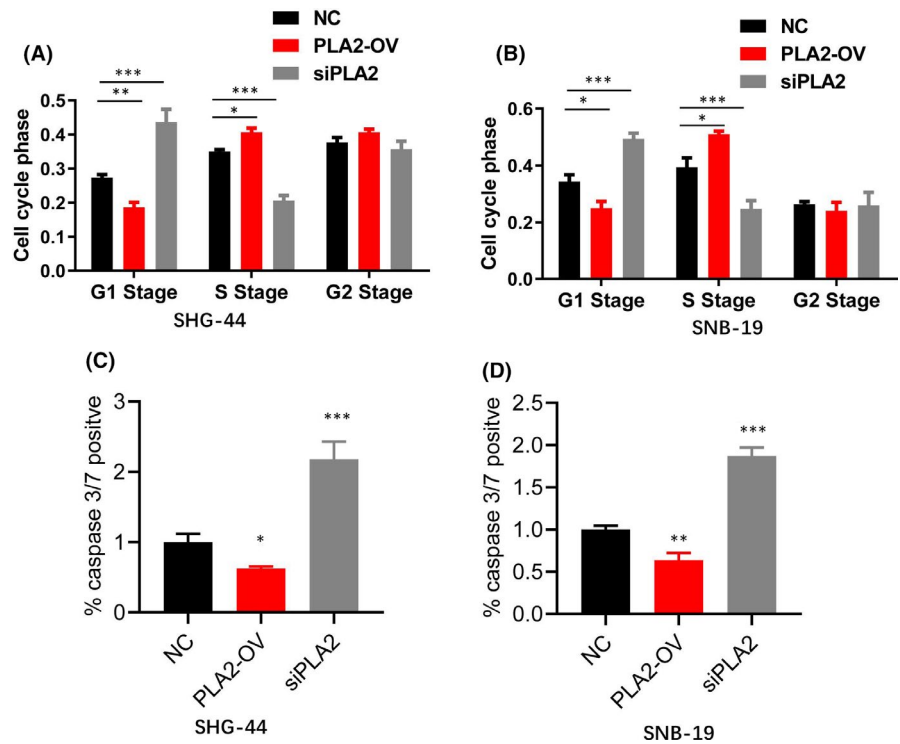 (A)
NC
PLA2-OV
siPLA2
***
**
***
*
Cell cycle phase
0.5
0.4
0.3
0.2
0.1
0.0
G1 Stage S Stage G2 Stage
SHG-44
(B)
NC
PLA2-OV
siPLA2
***
*
***
*
Cell cycle phase
0.6
0.4
0.2
0.0
G1 Stage S Stage G2 Stage
SNB-19
(C)
% caspase 3/7 positve
3
2
1
0
*
***
NC PLA2-OV siPLA2
SHG-44
(D)
% caspase 3/7 positve
2.5
2.0
1.5
1.0
0.5
0.0
**
***
NC PLA2-OV siPLA2
SNB-19